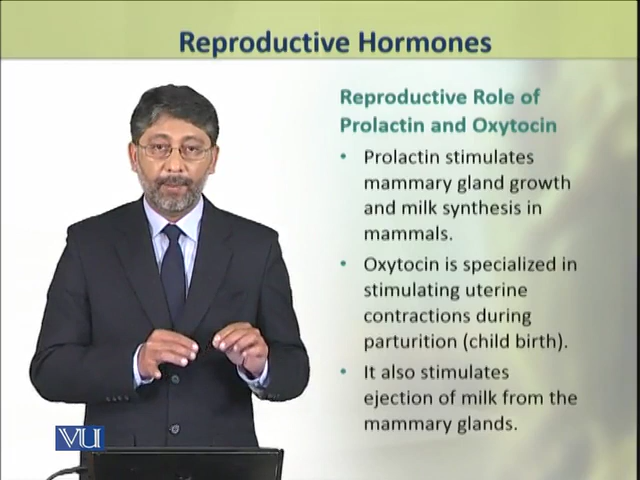 Reproductive Hormones
Reproductive Role of
Prolactin and Oxytocin
• Prolactin stimulates
mammary gland growth
and milk synthesis in
mammals.
• Oxytocin is specialized in
stimulating uterine
contractions during
parturition (child birth).
• It also stimulates
ejection of milk from the
mammary glands.
VU